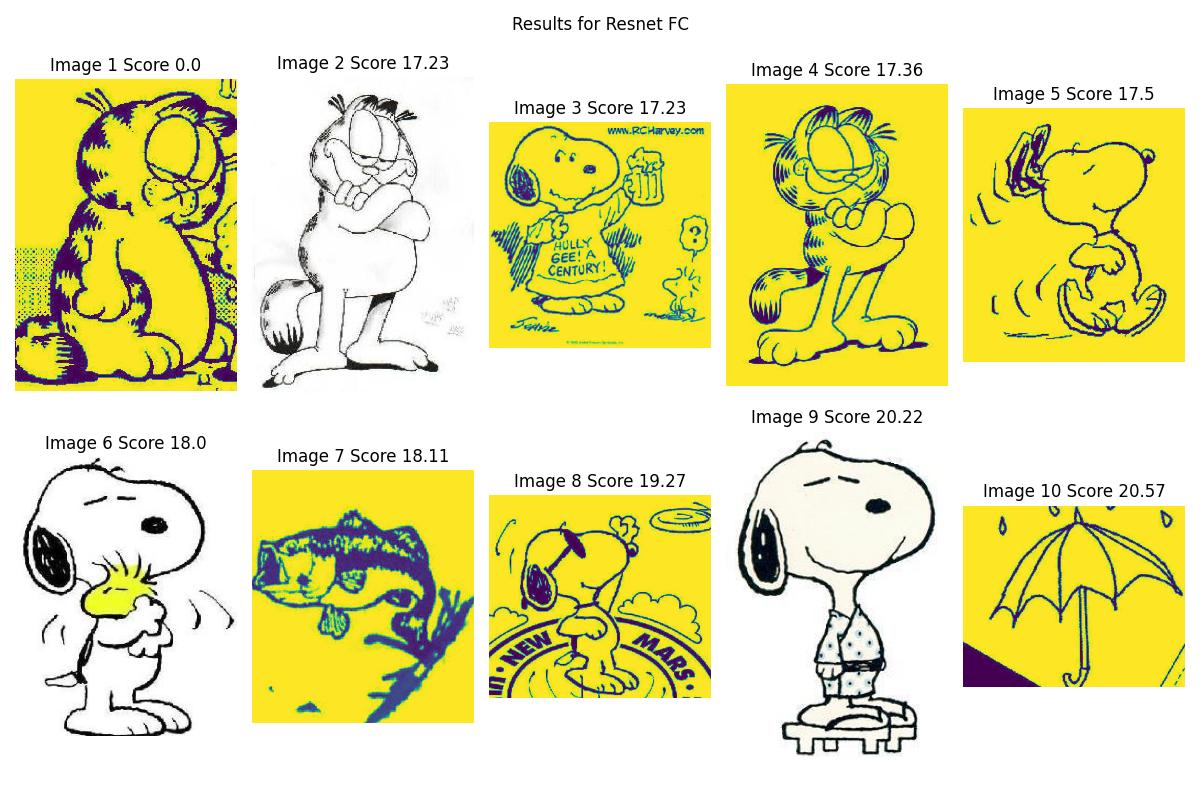 Results for Resnet FC
Image 1 Score 0.0
Image 2 Score 17.23
Image 3 Score 17.23
Image 4 Score 17.36
Image 5 Score 17.5
www.RCHarvey.com
?
HOLLY
GEE! A
CENTURY!
Image 6 Score 18.0
Image 7 Score 18.11
Image 8 Score 19.27
Image 9 Score 20.22
Image 10 Score 20.57
NEW MARS